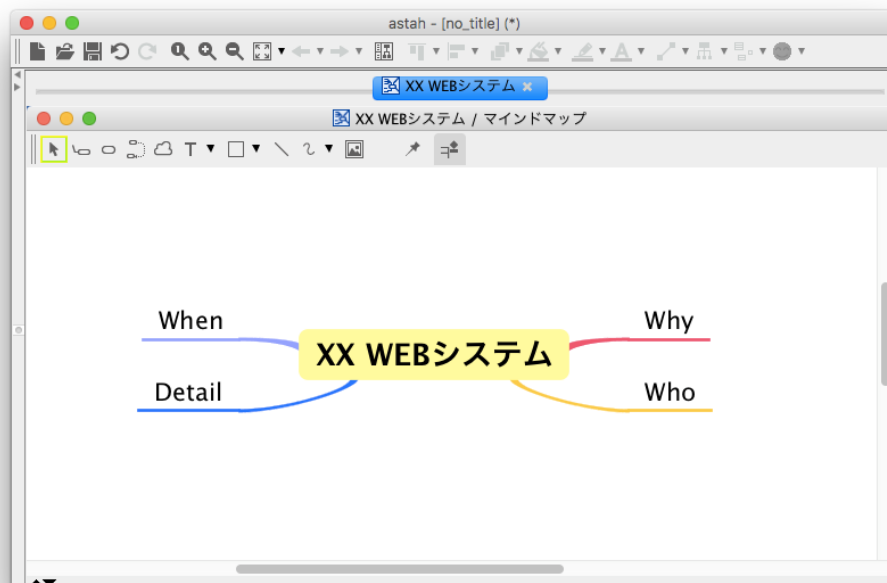 astah - [no_title] (*)
XX WEBシステム
XX WEBシステム / マインドマップ
T
When
Why
XX WEBシステム
Detail
Who